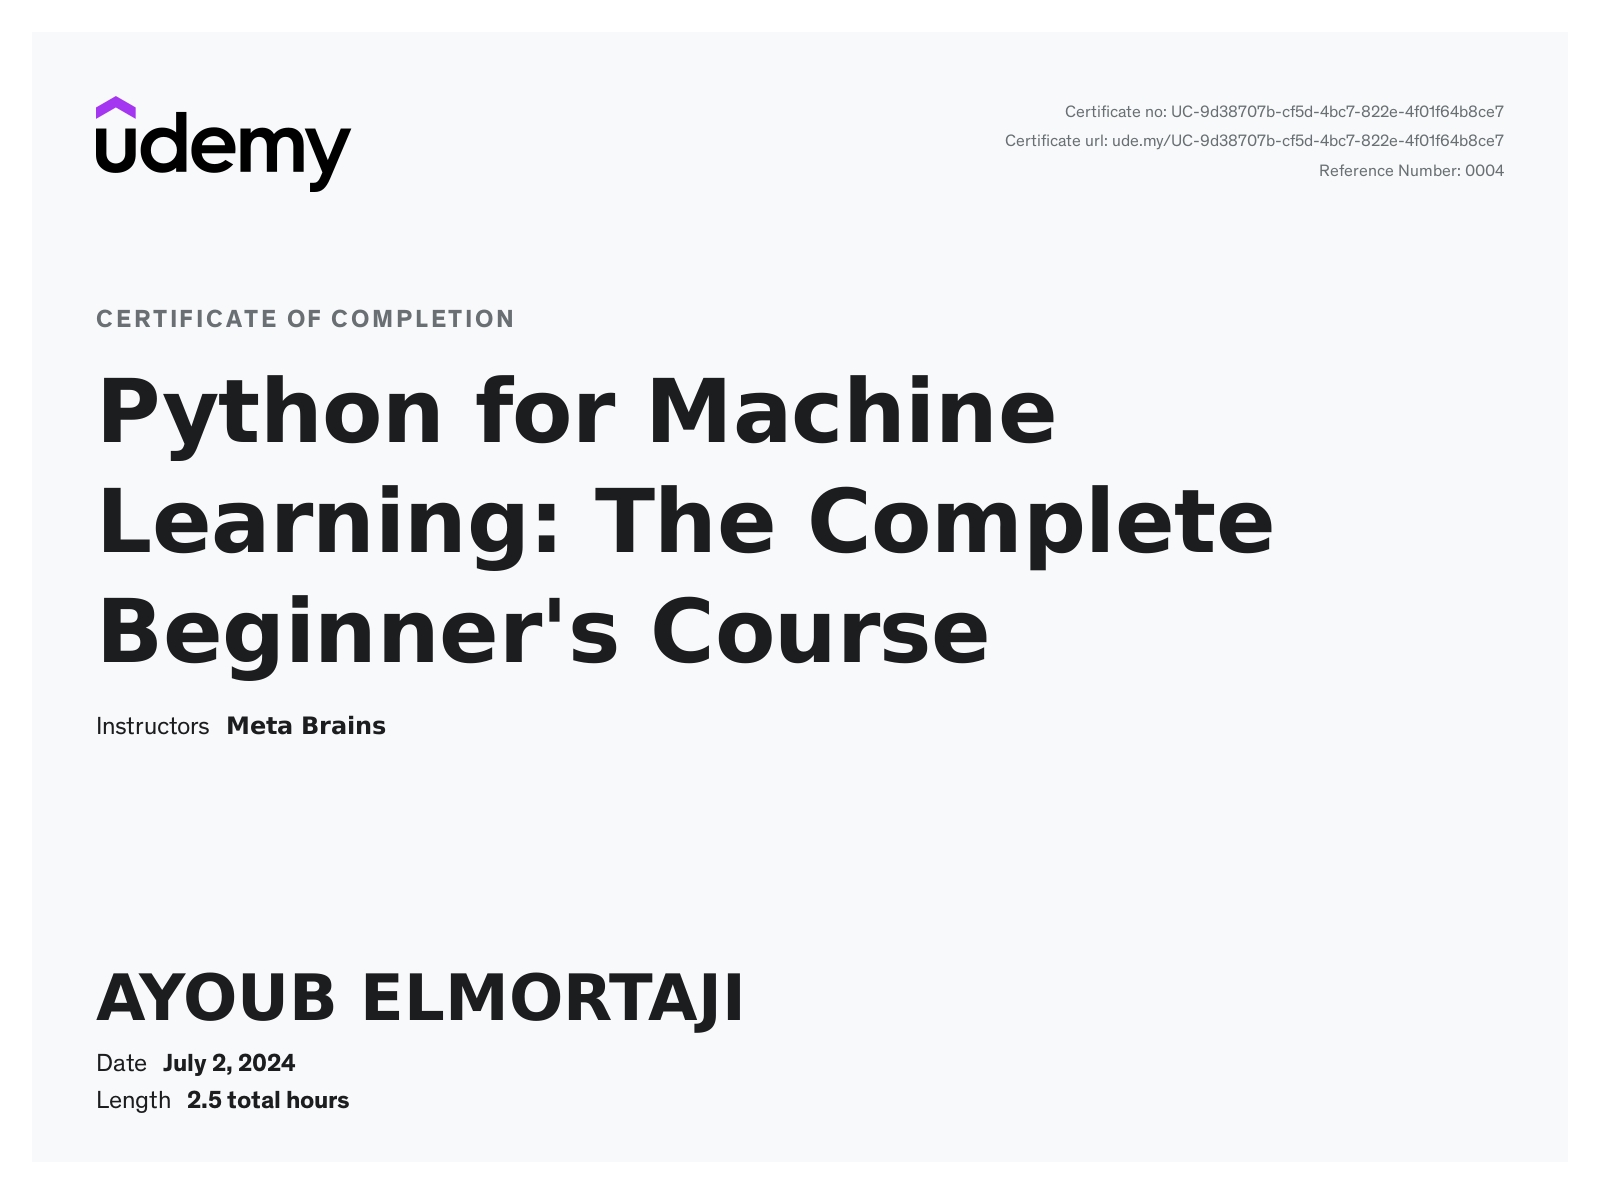 udemy
Certificate no: UC-9d38707b-cf5d-4bc7-822e-4f01f64b8ce7
Certificate url: ude.my/UC-9d38707b-cf5d-4bc7-822e-4f01f64b8ce7
Reference Number: 0004
CERTIFICATE OF COMPLETION
Python for Machine
Learning: The Complete
Beginner's Course
Instructors Meta Brains
AYOUB ELMORTAJI
Date July 2, 2024
Length 2.5 total hours